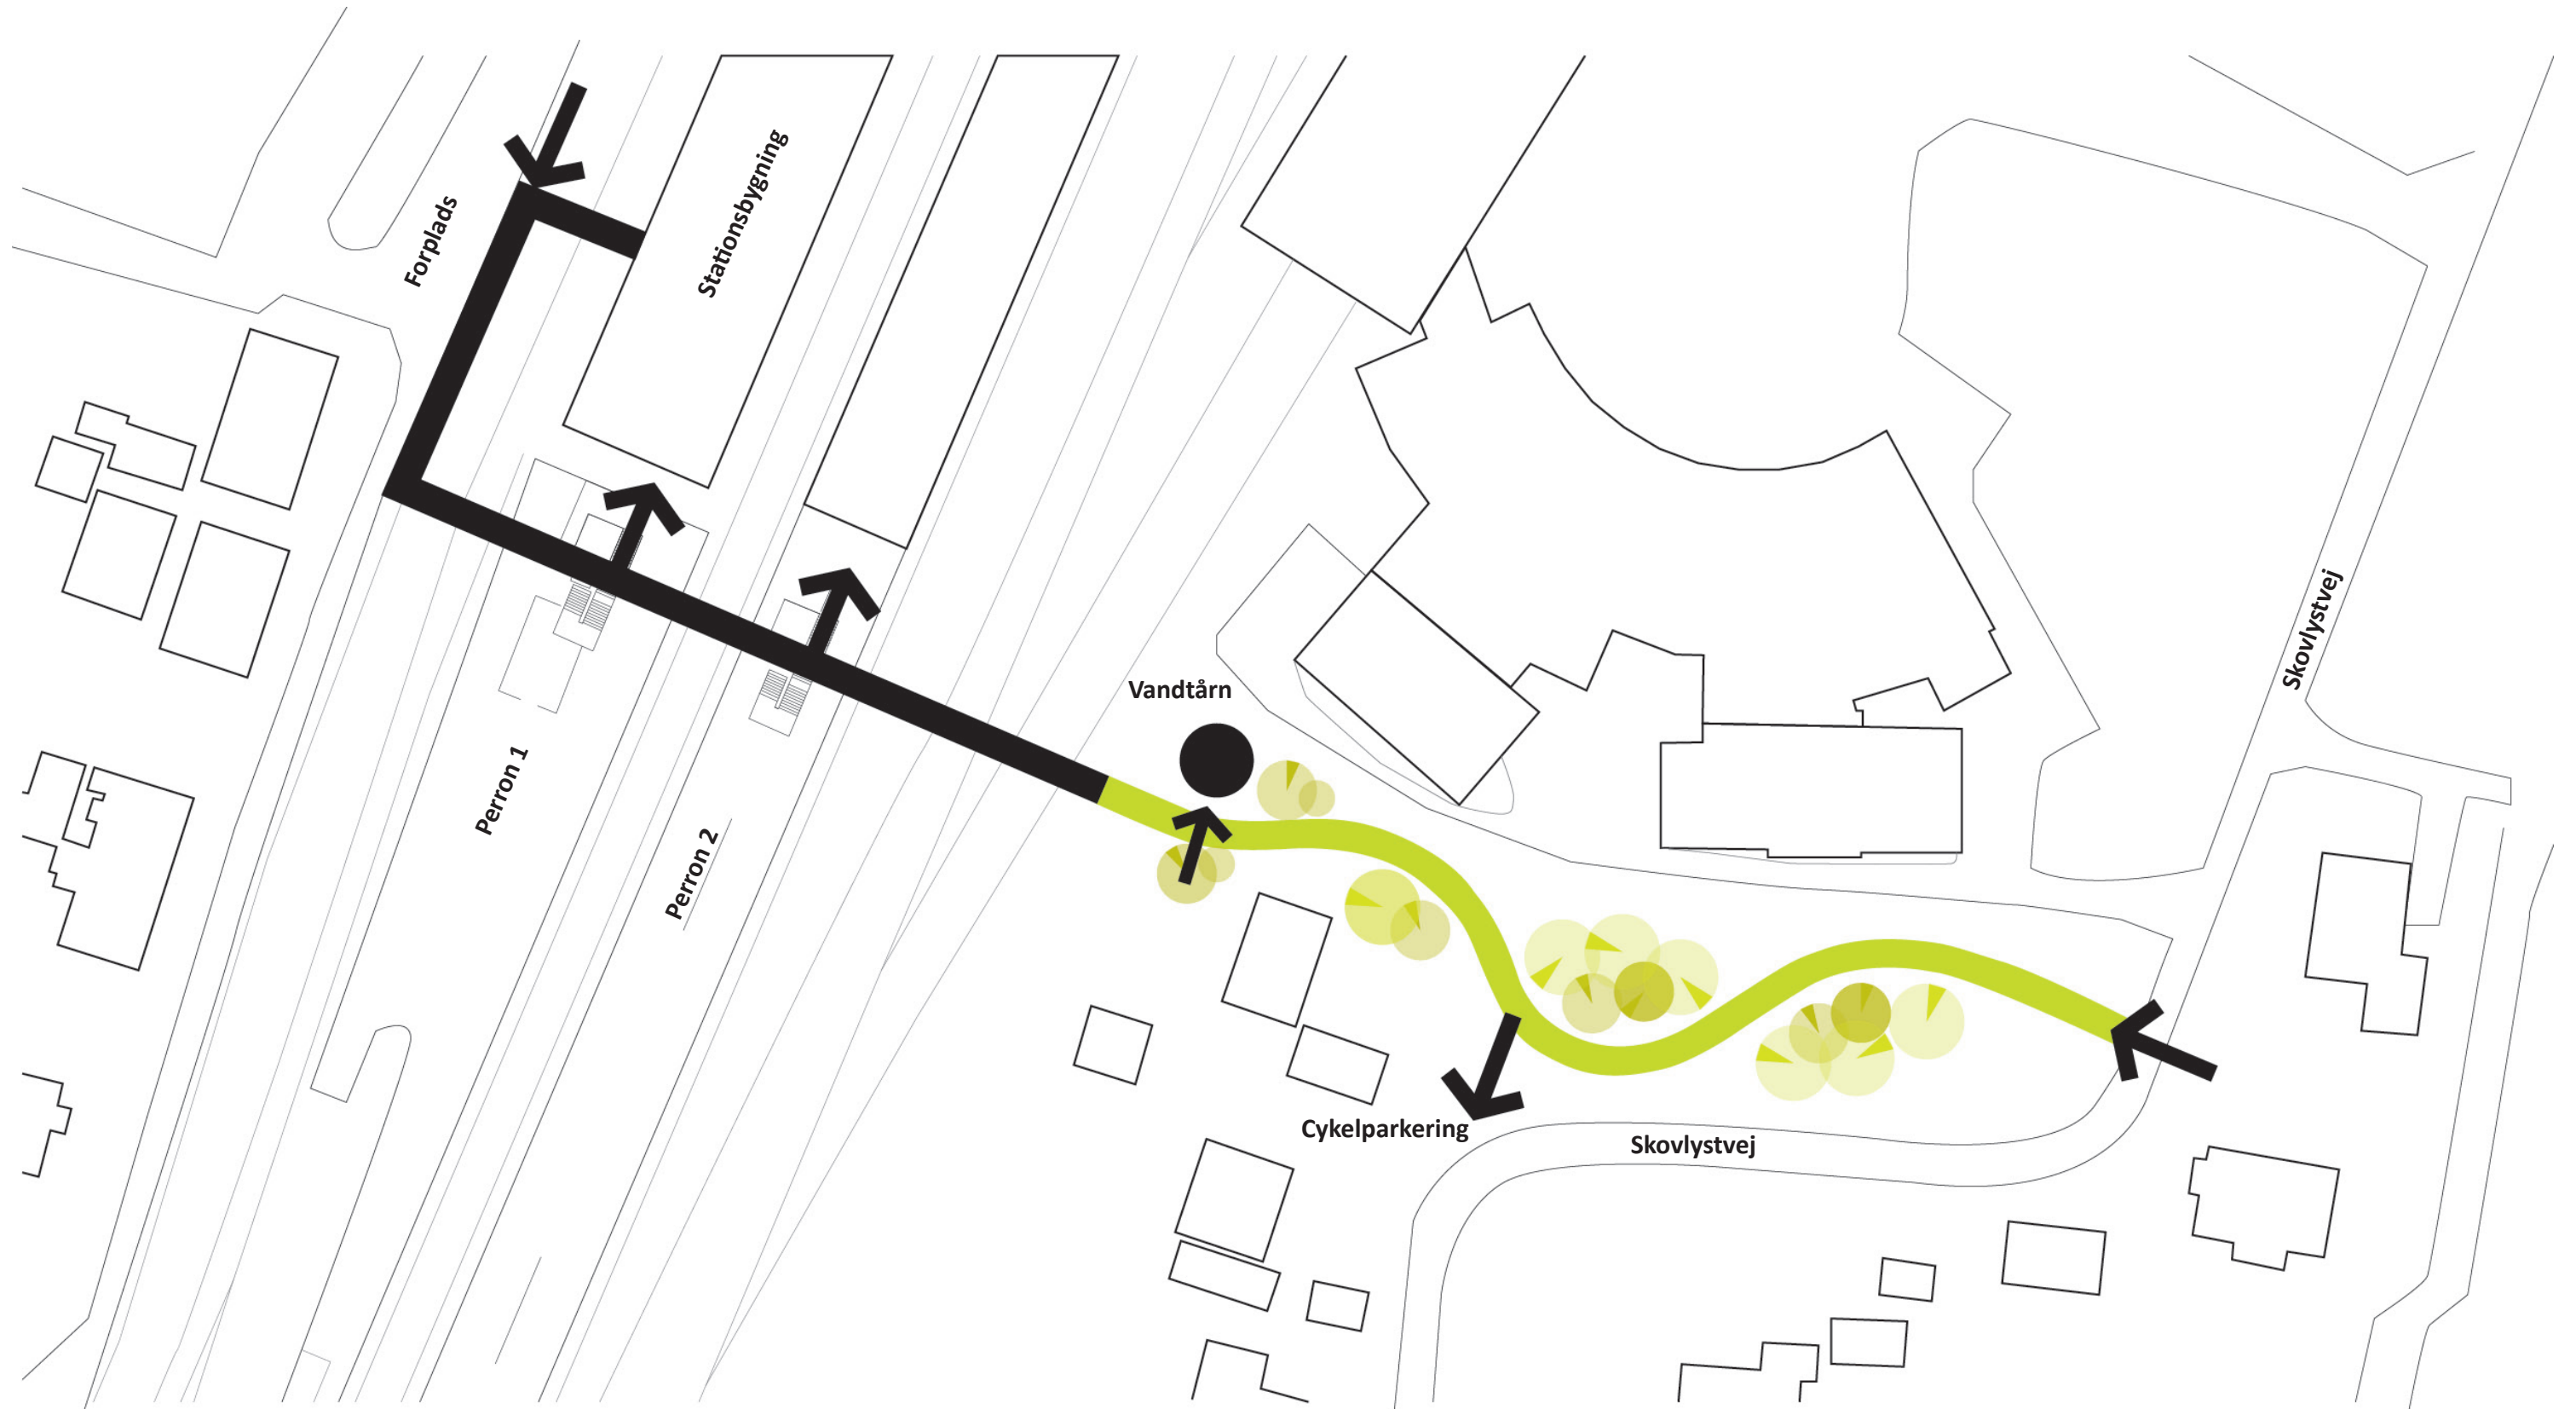 Forplads
Stationsbygning
Skovlystvej
Vandtårn
Perron 1
Perron 2
Cykelparkering
Skovlystvej